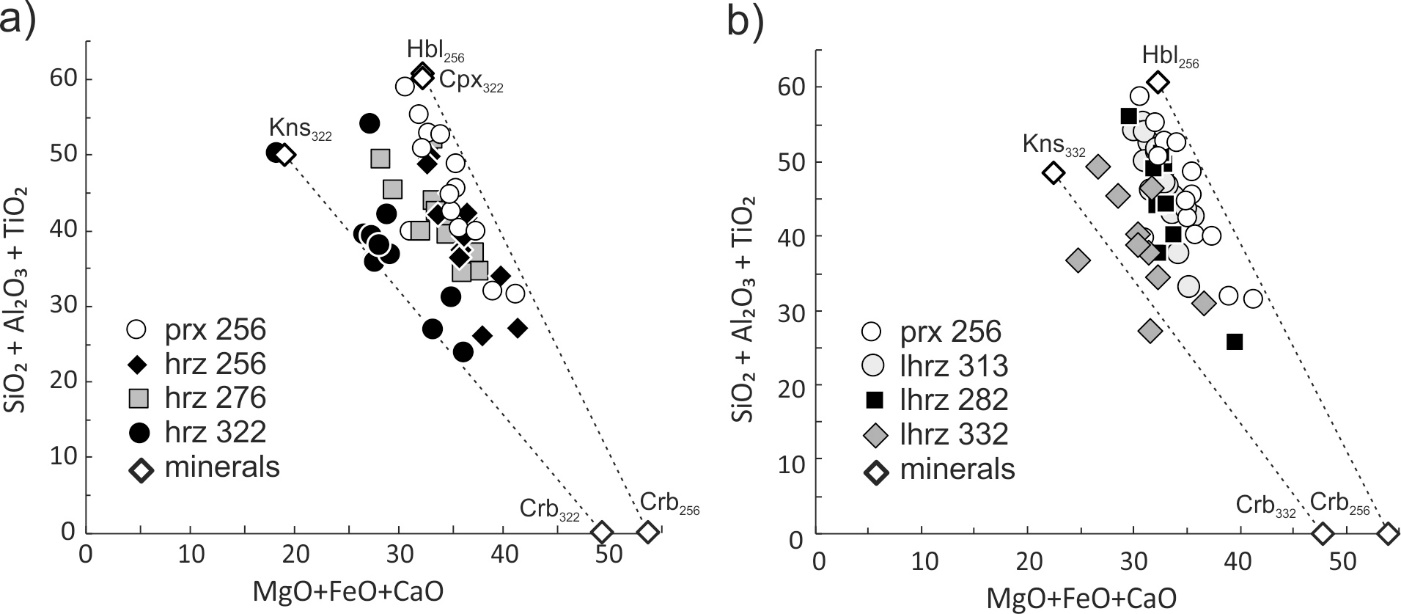 a)
Hbl256
Cpx322
Kns322
60
50
40
30
20
10
0
SiO₂ + Al₂O₃ + TiO₂
prx 256
hrz 256
hrz 276
hrz 322
minerals
Crb322
Crb256
0 10 20 30 40 50
MgO+FeO+CaO
b)
Hbl256
Kns332
60
50
40
30
20
10
0
SiO₂ + Al₂O₃ + TiO₂
prx 256
lhrz 313
lhrz 282
lhrz 332
minerals
Crb332 Crb256
0 10 20 30 40 50
MgO+FeO+CaO